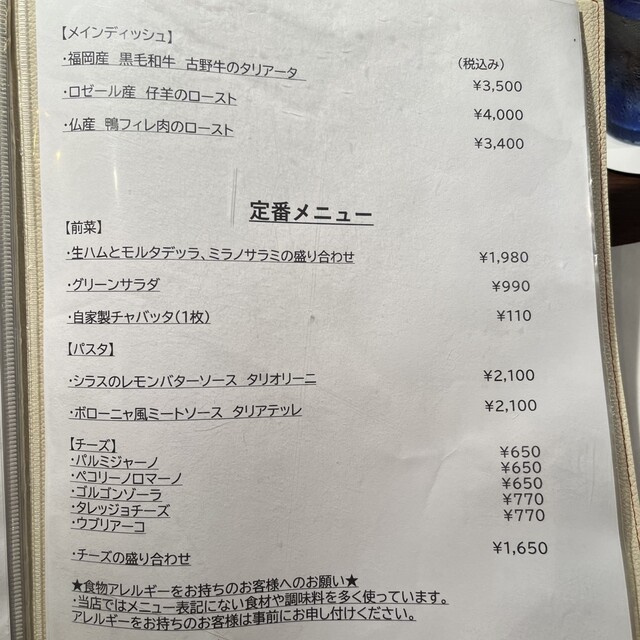 【メインディッシュ】
・福岡産 黒毛和牛 古野牛のタリアータ (税込み) ¥3,500
・ロゼール産 仔羊のロースト ¥4,000
・仏産 鴨フィレ肉のロースト ¥3,400
定番メニュー
【前菜】
・生ハムとモルタデッラ、ミラノサラミの盛り合わせ ¥1,980
・グリーンサラダ ¥990
・自家製チャバッタ(1枚) ¥110
【パスタ】
・シラスのレモンバターソース タリオリーニ ¥2,100
・ボローニャ風ミートソース タリアテッレ ¥2,100
【チーズ】
・パルミジャーノ ¥650
・ペコリーノロマーノ ¥650
・ゴルゴンゾーラ ¥650
・タレッジョチーズ ¥770
・ウブリアーコ ¥770
・チーズの盛り合わせ ¥1,650
★食物アレルギーをお持ちのお客様へのお願い★
・当店ではメニュー表記にない食材や調味料を多く使っています。
アレルギーをお持ちのお客様は事前にお申し付けください。